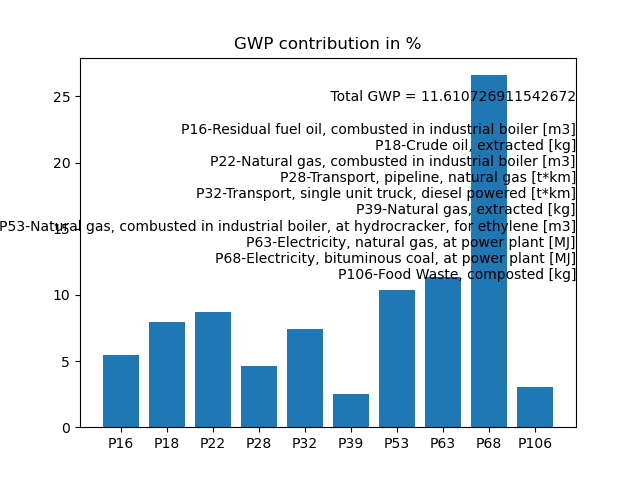 GWP contribution in %
Total GWP = 11.610726911542672
P16-Residual fuel oil, combusted in industrial boiler [m3]
P18-Crude oil, extracted [kg]
P22-Natural gas, combusted in industrial boiler [m3]
P28-Transport, pipeline, natural gas [t*km]
P32-Transport, single unit truck, diesel powered [t*km]
P39-Natural gas, extracted [kg]
P53-Natural gas, combusted in industrial boiler, at hydrocracker, for ethylene [m3]
P63-Electricity, natural gas, at power plant [MJ]
P68-Electricity, bituminous coal, at power plant [MJ]
P106-Food Waste, composted [kg]
25
20
15
10
5
0
P16 P18 P22 P28 P32 P39 P53 P63 P68 P106